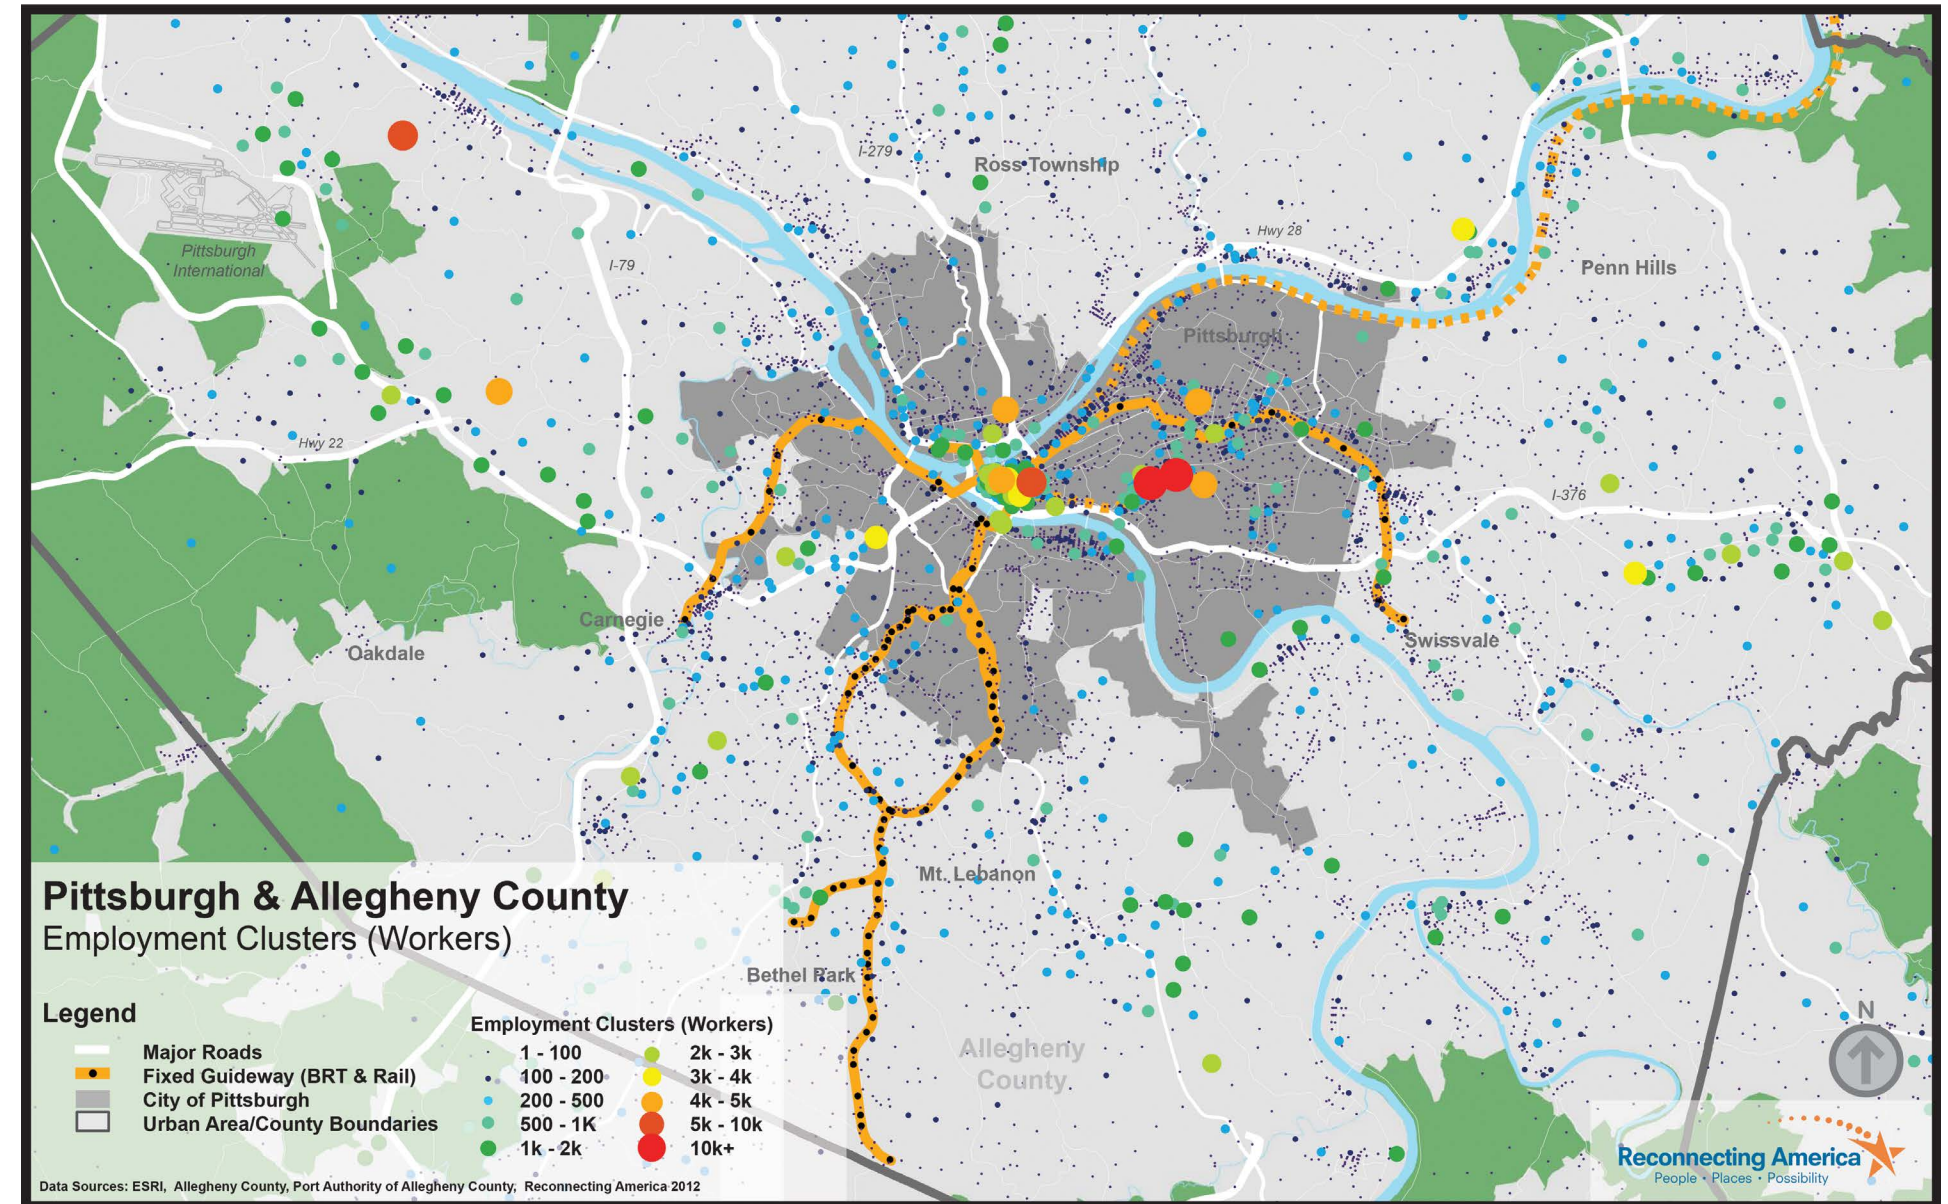 I-279
Ross Township
Hwy 28
Pittsburgh
International
I-79
Penn Hills
Pittsburgh
Hwy 22
I-376
Carnegie
Oakdale
Swissvale
Mt. Lebanon
Bethel Park
Allegheny
County
Pittsburgh & Allegheny County
Employment Clusters (Workers)
Legend
Major Roads
Fixed Guideway (BRT & Rail)
City of Pittsburgh
Urban Area/County Boundaries
Employment Clusters (Workers)
1 - 100
100 - 200
200 - 500
500 - 1K
1k - 2k
2k - 3k
3k - 4k
4k - 5k
5k - 10k
10k+
Data Sources: ESRI, Allegheny County, Port Authority of Allegheny County, Reconnecting America 2012
N
Reconnecting America
People • Places • Possibility